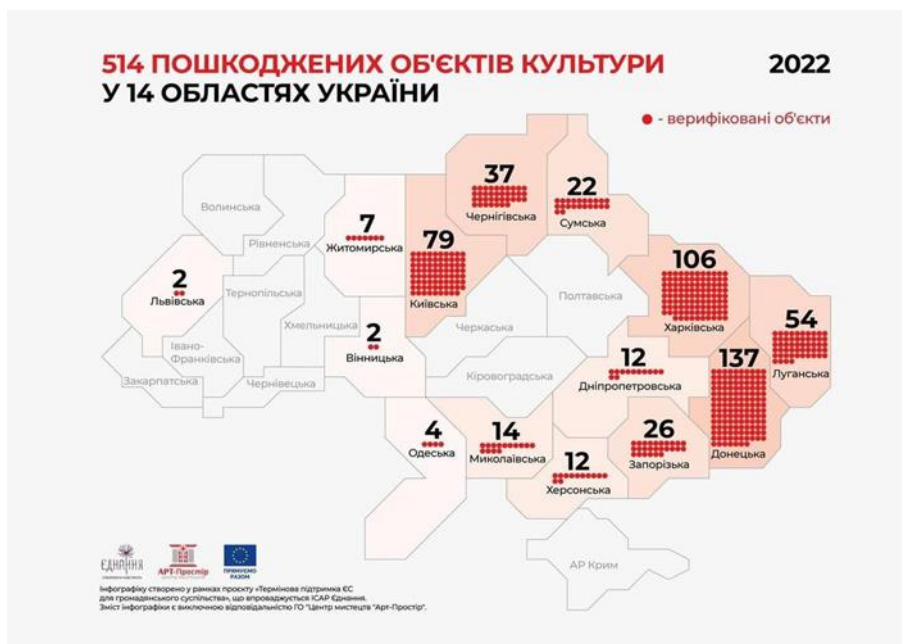 514 ПОШКОДЖЕНИХ ОБ'ЄКТІВ КУЛЬТУРИ
У 14 ОБЛАСТЯХ УКРАЇНИ
2022
- верифіковані об'єкти
37
Чернігівська
22
Сумська
Волинська
Рівненська
7
Житомирська
79
Київська
106
Харківська
2
Львівська
Тернопільська
Хмельницька
Полтавська
54
Луганська
Івано-
Франківська
2
Вінницька
Черкаська
12
Дніпропетровська
137
Донецька
Закарпатська
Чернівецька
Кіровоградська
4
Одеська
14
Миколаївська
12
Херсонська
26
Запорізька
АР Крим
ЄДНАННЯ
АРТ-Простір
ПРЯМУЄМО
РАЗОМ
Інфографіку створено у рамках проєкту «Термінова підтримка ЄС
для громадянського суспільства», що впроваджується ІСАР Єднання.
Зміст інфографіки є виключною відповідальністю ГО "Центр мистецтв "Арт-Простір".